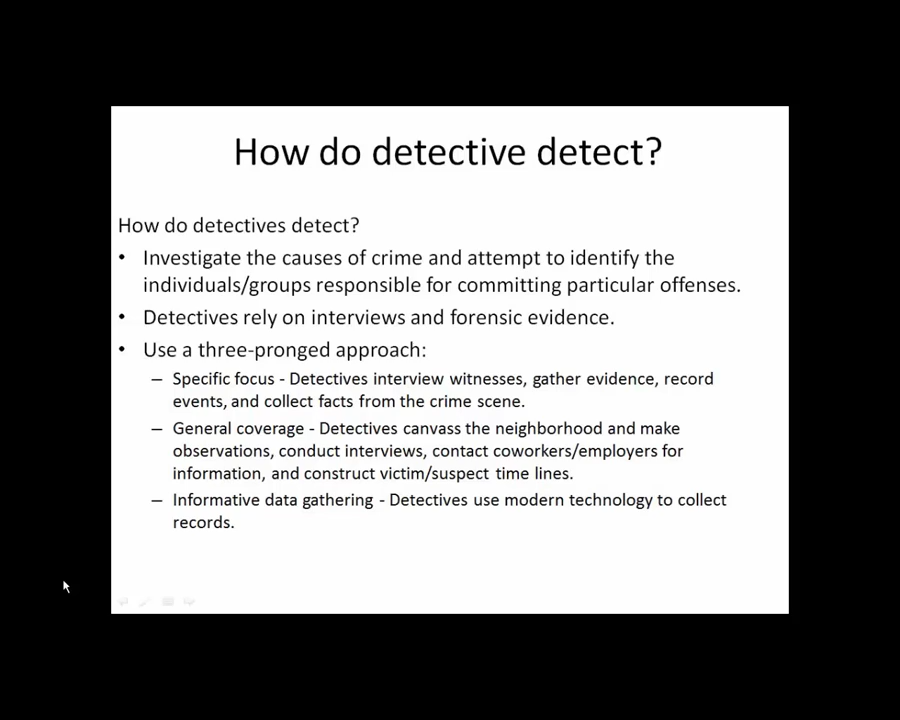 How do detective detect?
How do detectives detect?
• Investigate the causes of crime and attempt to identify the
individuals/groups responsible for committing particular offenses.
• Detectives rely on interviews and forensic evidence.
• Use a three-pronged approach:
– Specific focus - Detectives interview witnesses, gather evidence, record
events, and collect facts from the crime scene.
– General coverage - Detectives canvass the neighborhood and make
observations, conduct interviews, contact coworkers/employers for
information, and construct victim/suspect time lines.
– Informative data gathering - Detectives use modern technology to collect
records.